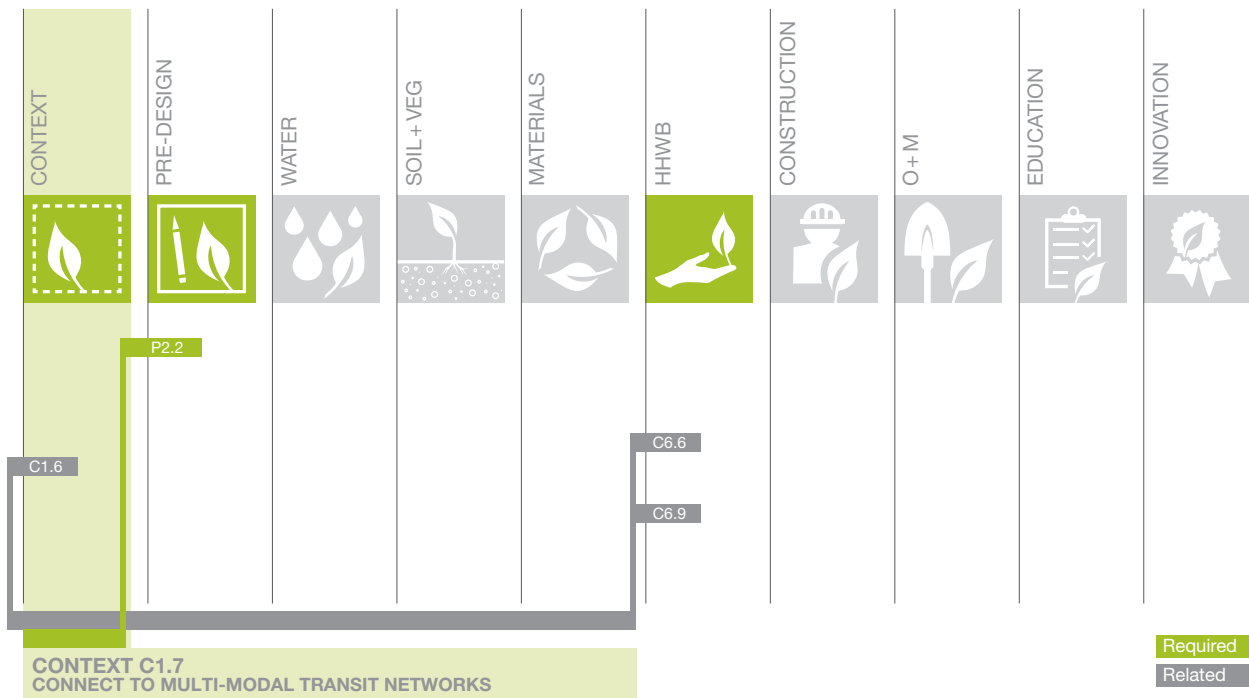 CONTEXT
PRE-DESIGN
WATER
SOIL+ VEG
MATERIALS
HHWB
CONSTRUCTION
O+M
EDUCATION
INNOVATION
P2.2
C1.6
C6.6
C6.9
CONTEXT C1.7
CONNECT TO MULTI-MODAL TRANSIT NETWORKS
Required
Related